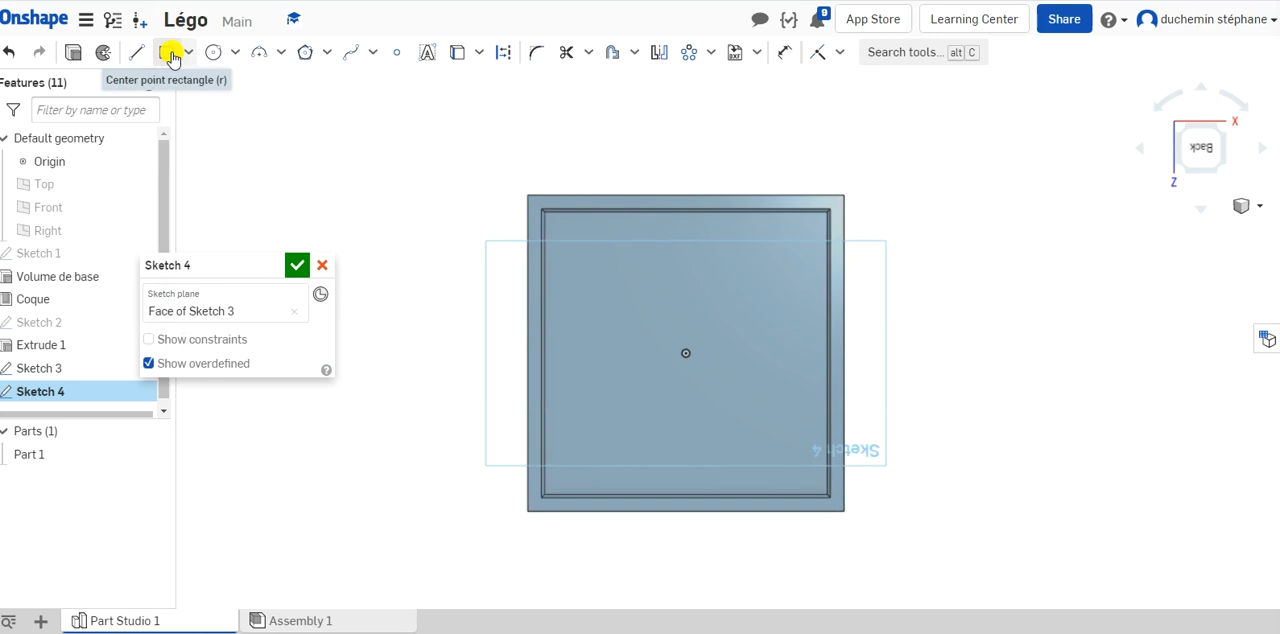 Onshape
Légo
Main
8
App Store
Learning Center
Share
duchemin stéphane
Search tools... alt C
Center point rectangle (r)
Features (11)
Filter by name or type
Default geometry
Origin
Top
Front
Right
Sketch 1
Volume de base
Coque
Sketch 2
Extrude 1
Sketch 3
Sketch 4
Parts (1)
Part 1
Sketch 4
Sketch plane
Face of Sketch 3
Show constraints
Show overdefined
Sketch 4
X
Back
Z
Part Studio 1
Assembly 1